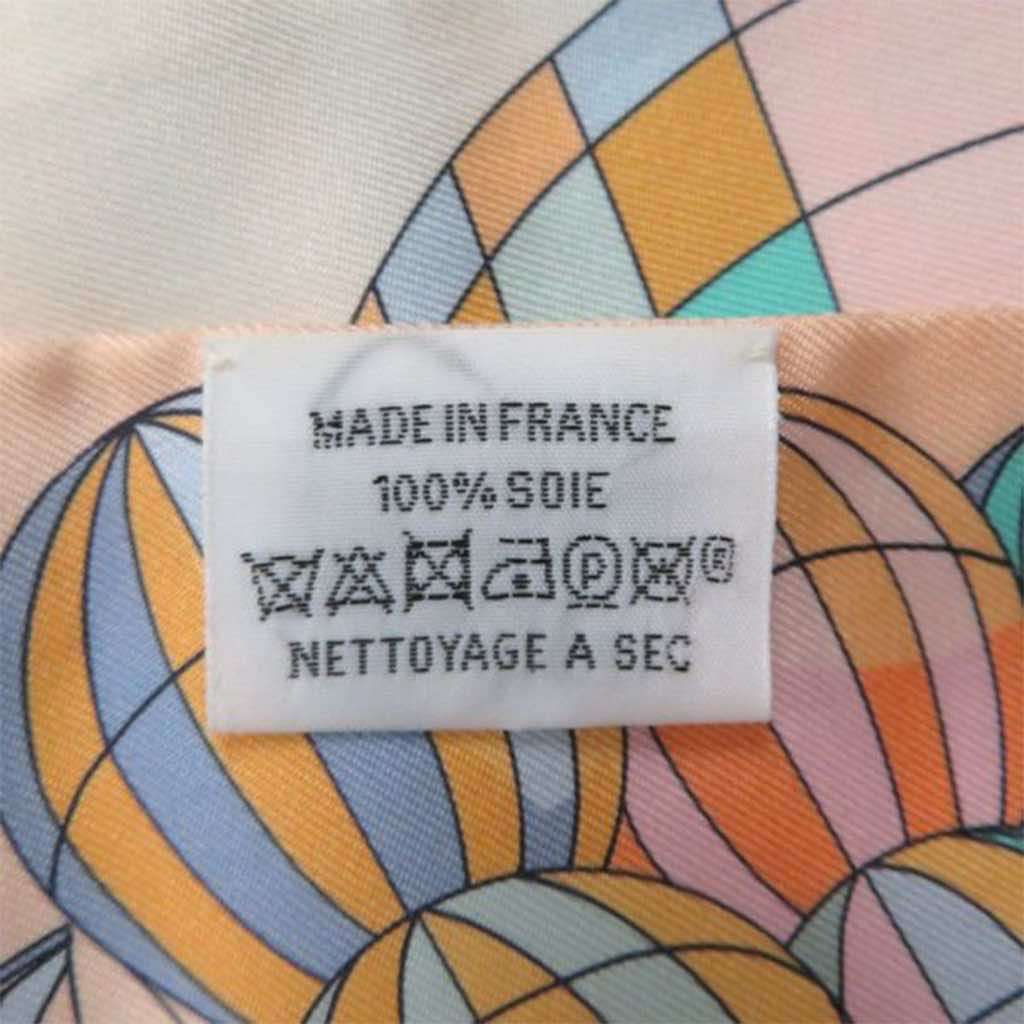 MADE IN FRANCE
100% SOIE
P ®
NETTOYAGE A SEC